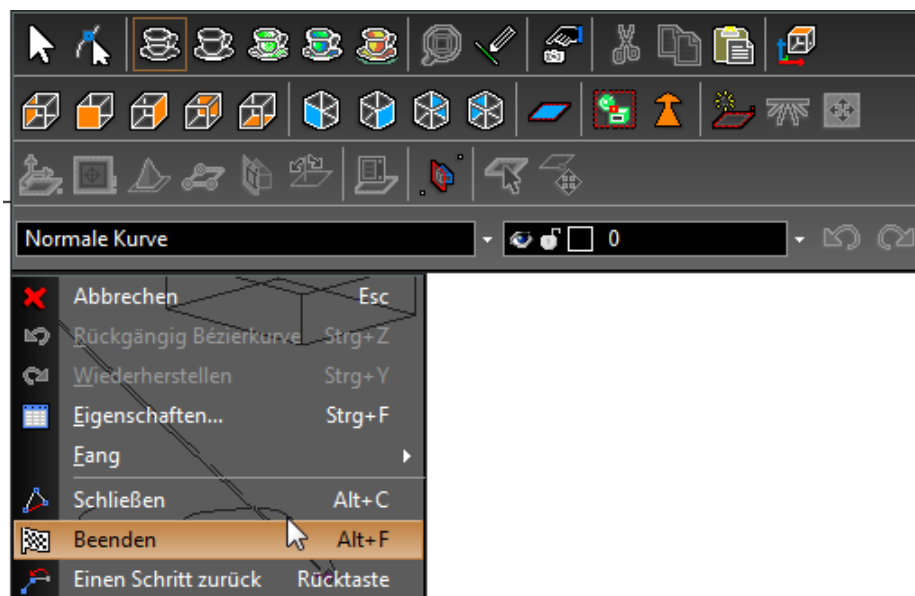 Normale Kurve 0
Abbrechen Esc
Rückgängig Bézierkurve Strg+Z
Wiederherstellen Strg+Y
Eigenschaften... Strg+F
Fang
Schließen Alt+C
Beenden Alt+F
Einen Schritt zurück Rücktaste